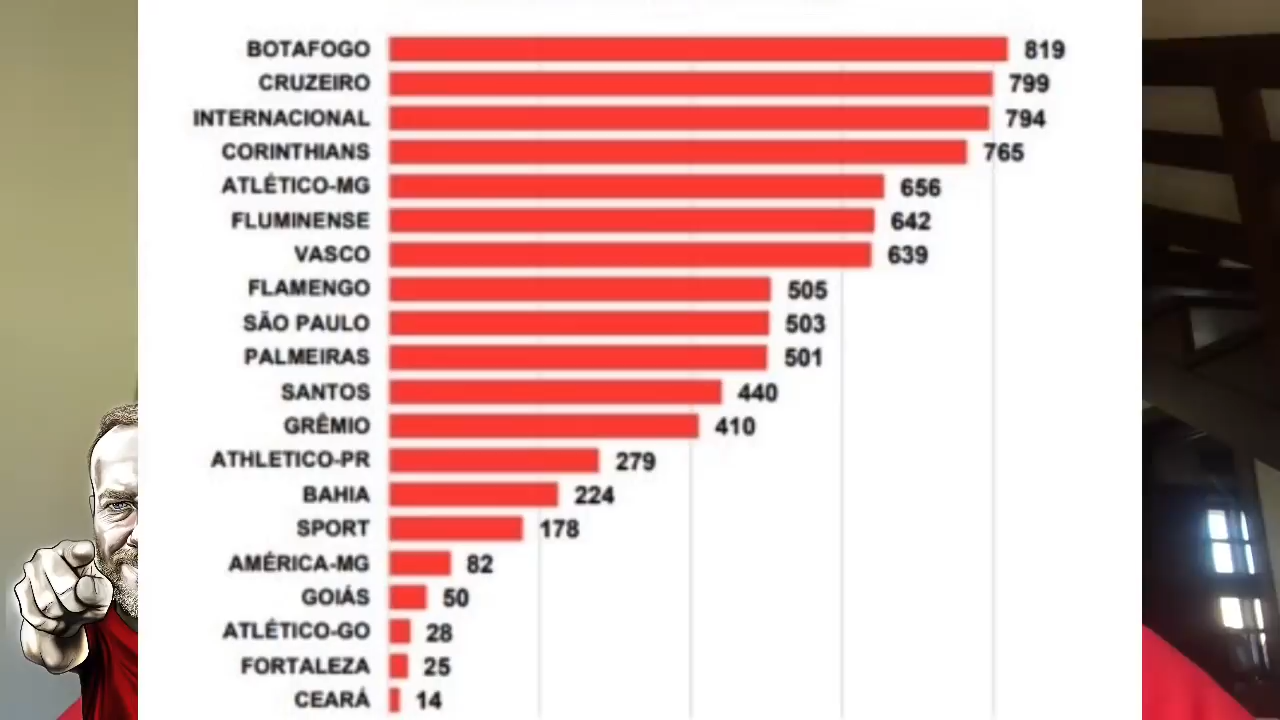 BOTAFOGO 819
CRUZEIRO 799
INTERNACIONAL 794
CORINTHIANS 765
ATLÉTICO-MG 656
FLUMINENSE 642
VASCO 639
FLAMENGO 505
SÃO PAULO 503
PALMEIRAS 501
SANTOS 440
GRÊMIO 410
ATHLETICO-PR 279
BAHIA 224
SPORT 178
AMÉRICA-MG 82
GOIÁS 50
ATLÉTICO-GO 28
FORTALEZA 25
CEARÁ 14